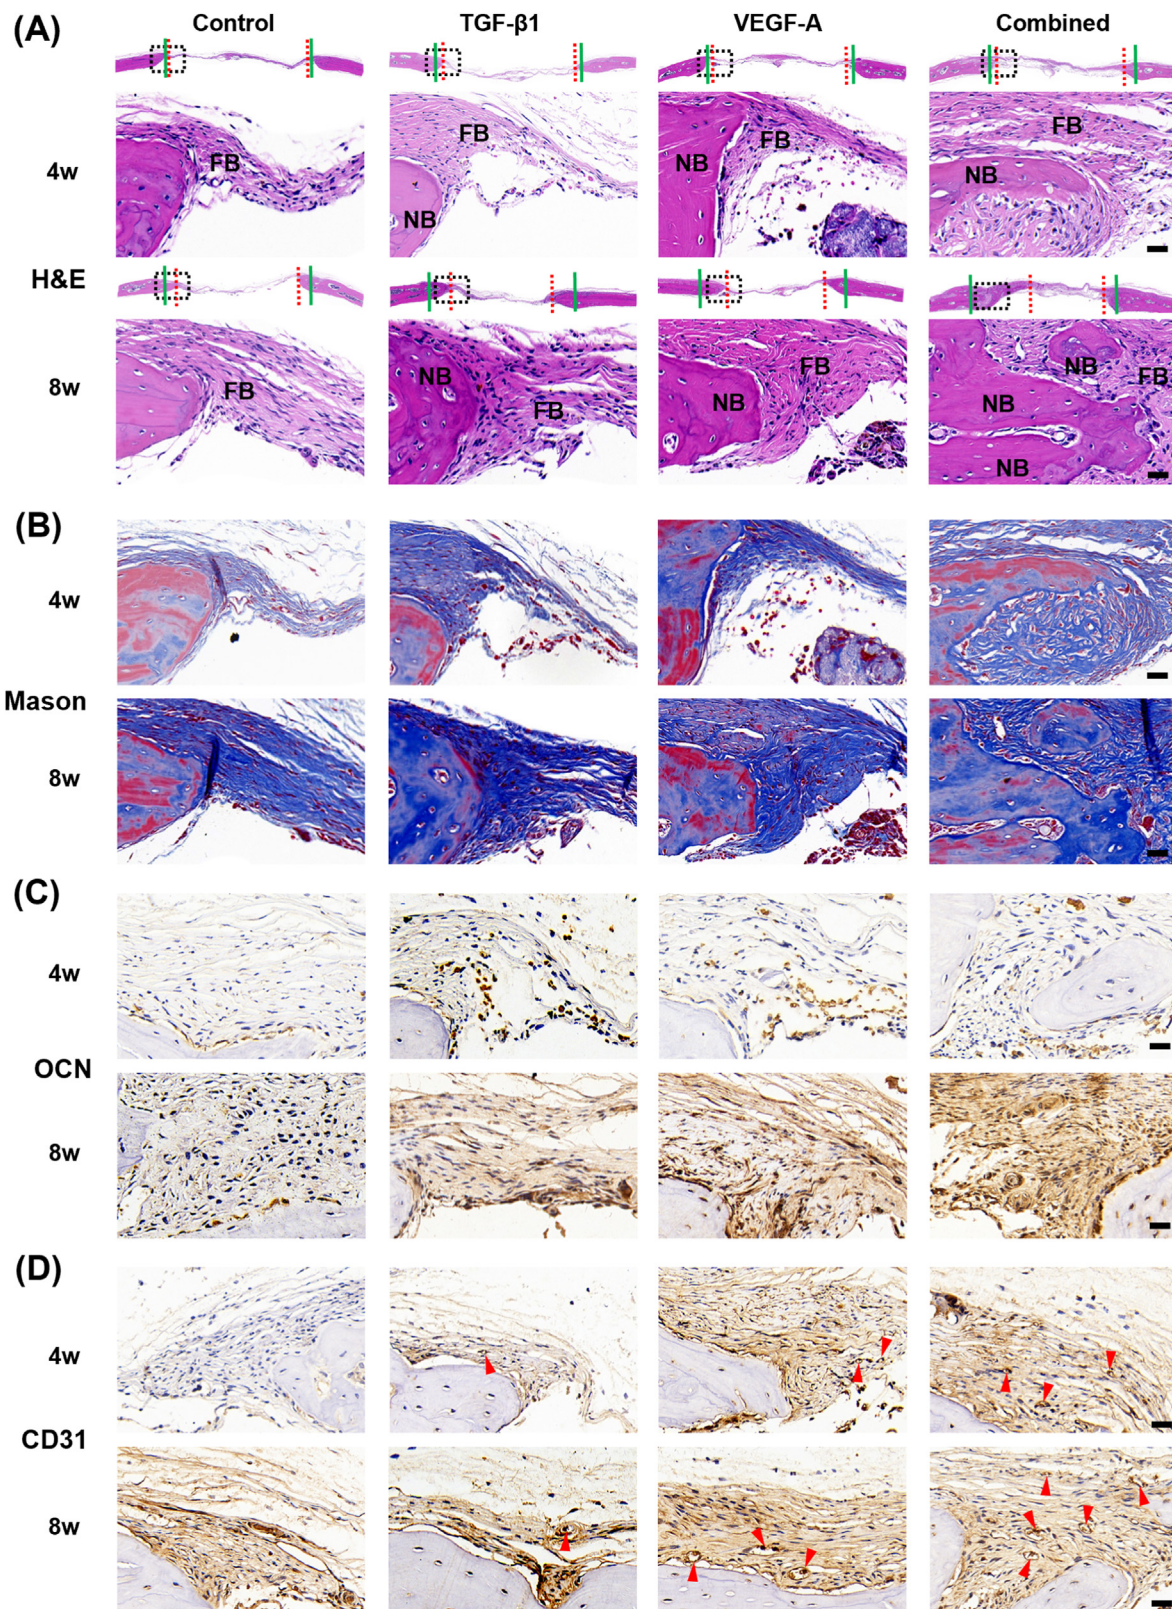 (A) Control TGF-β1 VEGF-A Combined
FB FB NB FB NB FB
4w
NB
H&E
8w
FB NB FB NB FB NB NB FB
NB
(B)
4w
Mason
8w
(C)
4w
OCN
8w
(D)
4w
CD31
8w